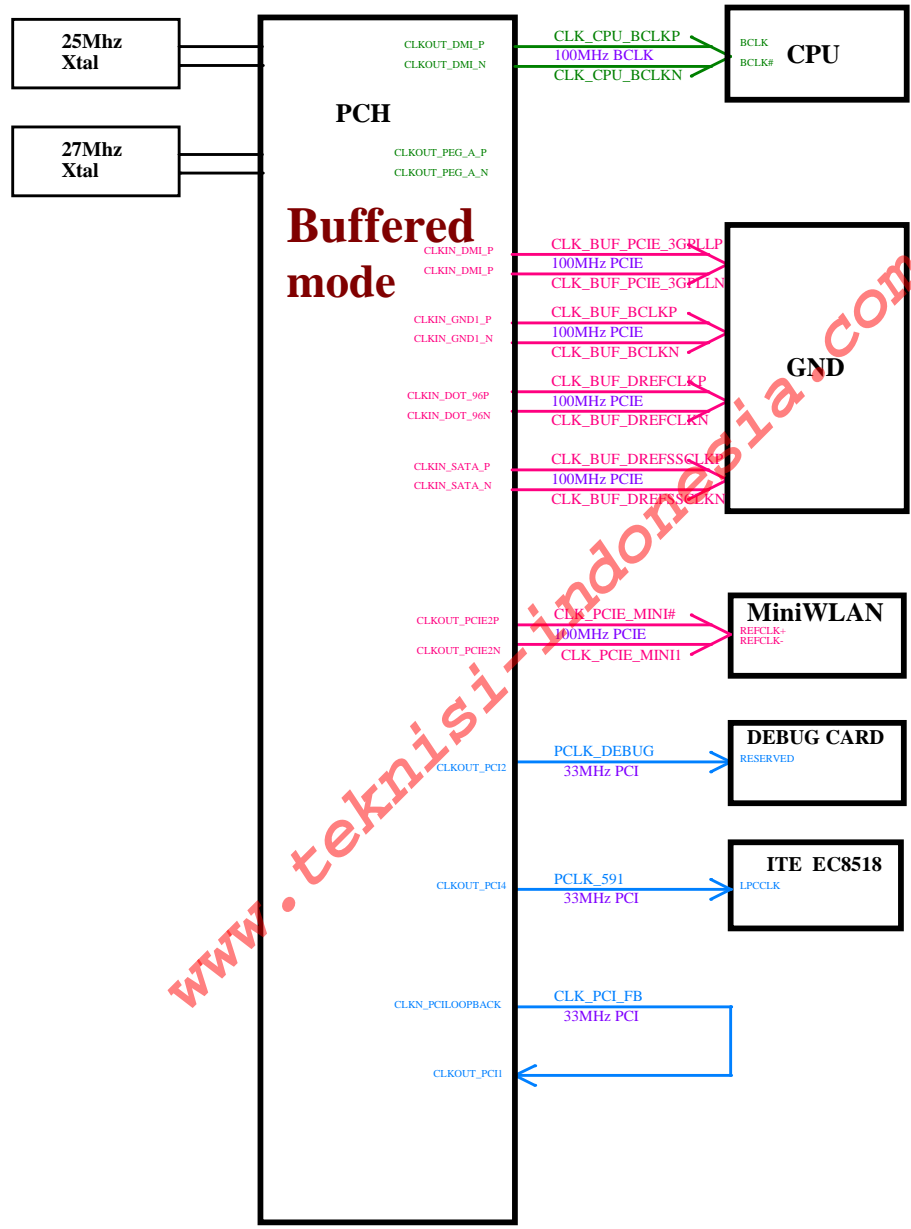 25Mhz
Xtal
27Mhz
Xtal
PCH
Buffered
mode
CLKOUT_DMI_P
CLKOUT_DMI_N
CLKOUT_PEG_A_P
CLKOUT_PEG_A_N
CLKIN_DMI_P
CLKIN_DMI_P
CLKIN_GND1_P
CLKIN_GND1_N
CLKIN_DOT_96P
CLKIN_DOT_96N
CLKIN_SATA_P
CLKIN_SATA_N
CLKOUT_PCIE2P
CLKOUT_PCIE2N
CLKOUT_PCI2
CLKOUT_PCI4
CLKN_PCILOOPBACK
CLKOUT_PCI1
CLK_CPU_BCLKP
100MHz BCLK
CLK_CPU_BCLKN
BCLK
BCLK#
CPU
CLK_BUF_PCIE_3GPLLP
100MHz PCIE
CLK_BUF_PCIE_3GPLLN
CLK_BUF_BCLKP
100MHz PCIE
CLK_BUF_BCLKN
CLK_BUF_DREFCLKP
100MHz PCIE
CLK_BUF_DREFCLKN
CLK_BUF_DREFSSCLKP
100MHz PCIE
CLK_BUF_DREFSSCLKN
GND
CLK_PCIE_MINI#
100MHz PCIE
CLK_PCIE_MINI1
MiniWLAN
REFCLK+
REFCLK-
PCLK_DEBUG
33MHz PCI
DEBUG CARD
RESERVED
PCLK_591
33MHz PCI
ITE EC8518
LPCCLK
CLK_PCI_FB
33MHz PCI
www.teknisi-indonesia.com